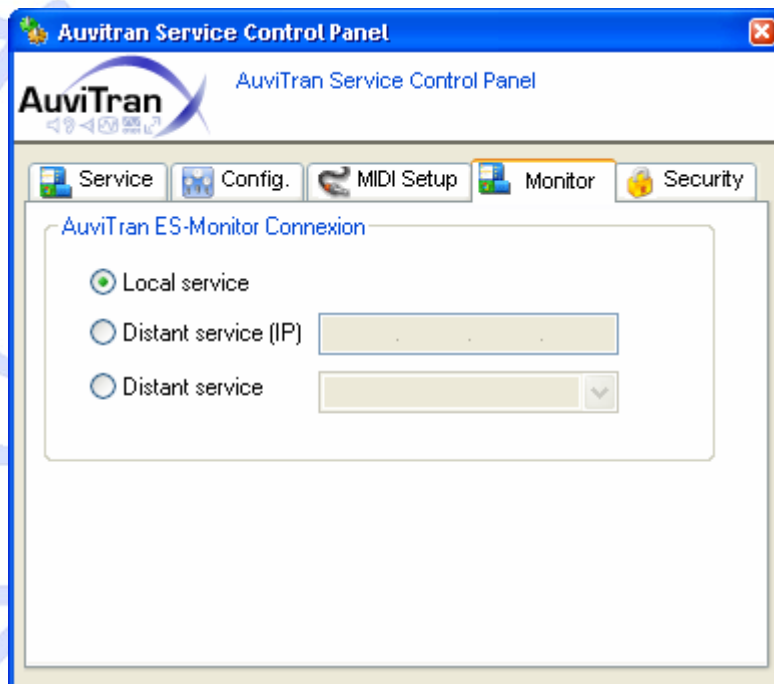 Auvitran Service Control Panel
AuviTran
AuviTran Service Control Panel
Service Config. MIDI Setup Monitor Security
AuviTran ES-Monitor Connexion
Local service
Distant service (IP) . . .
Distant service